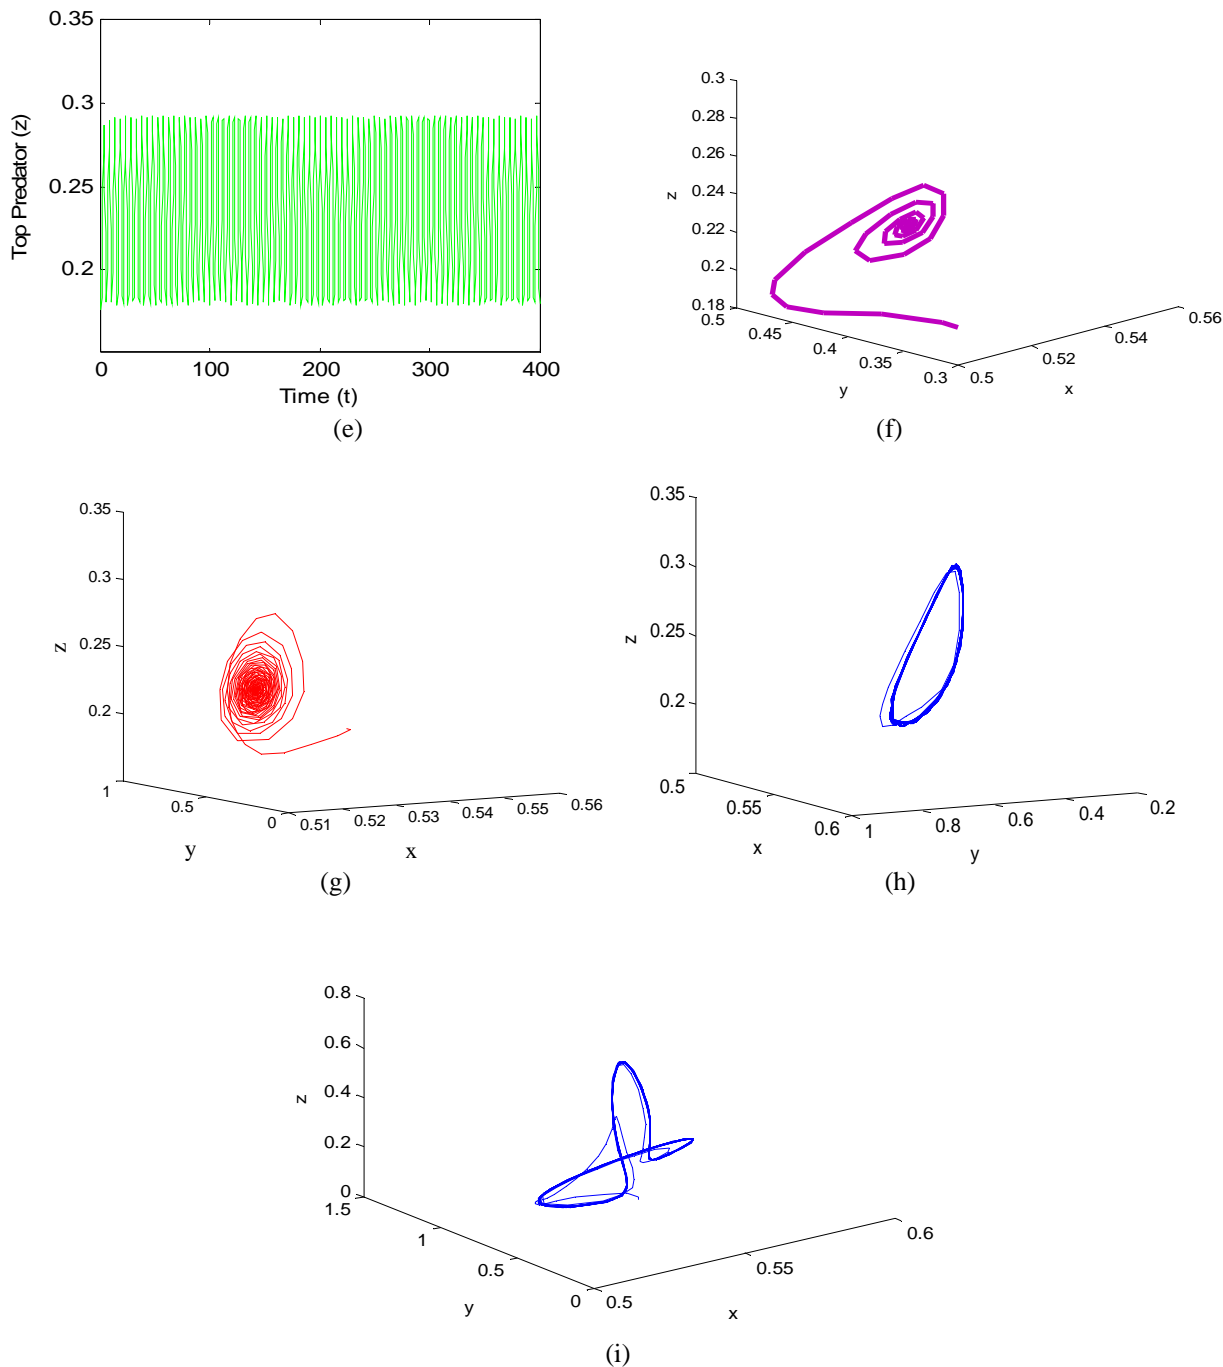 0.35
0.3
0.25
0.2
Top Predator (z)
0 100 200 300 400
Time (t)
(e)
0.3
0.28
0.26
0.24
0.22
0.2
0.18
z
0.5 0.45 0.4 0.35 0.3
y
0.5 0.52 0.54 0.56
x
(f)
0.35
0.3
0.25
0.2
z
1 0.5 0
y
0.51 0.52 0.53 0.54 0.55 0.56
x
(g)
0.35
0.3
0.25
0.2
z
0.5 0.55 0.6
x
1 0.8 0.6 0.4 0.2
y
(h)
0.8
0.6
0.4
0.2
0
z
1.5 1 0.5 0
y
0.5 0.55 0.6
x
(i)